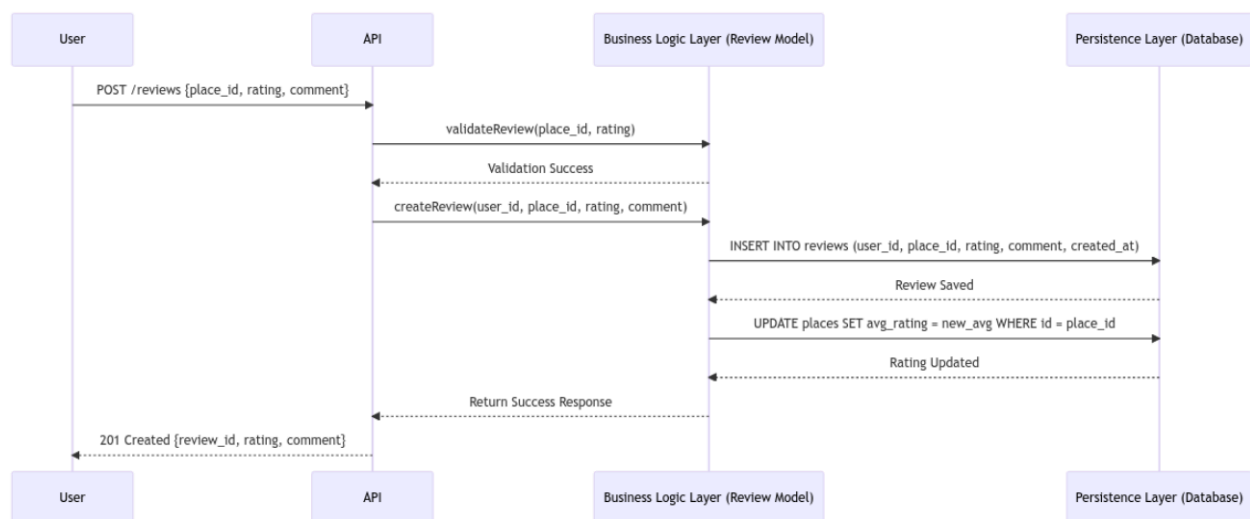 User
API
Business Logic Layer (Review Model)
Persistence Layer (Database)
POST /reviews {place_id, rating, comment}
validateReview(place_id, rating)
Validation Success
createReview(user_id, place_id, rating, comment)
INSERT INTO reviews (user_id, place_id, rating, comment, created_at)
Review Saved
UPDATE places SET avg_rating = new_avg WHERE id = place_id
Rating Updated
Return Success Response
201 Created {review_id, rating, comment}
User
API
Business Logic Layer (Review Model)
Persistence Layer (Database)